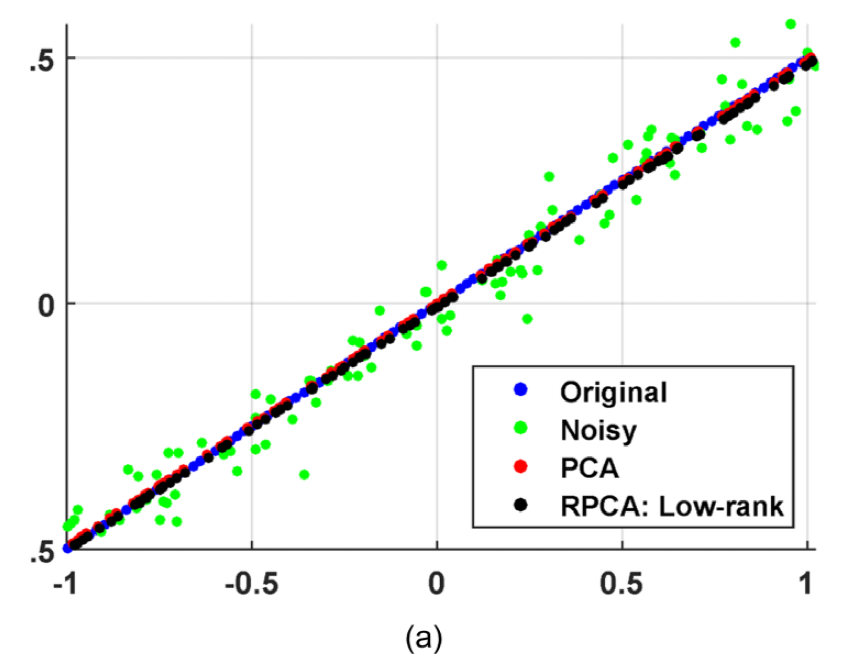 .5
0
.5
-1 -0.5 0 0.5 1
Original
Noisy
PCA
RPCA: Low-rank
(a)